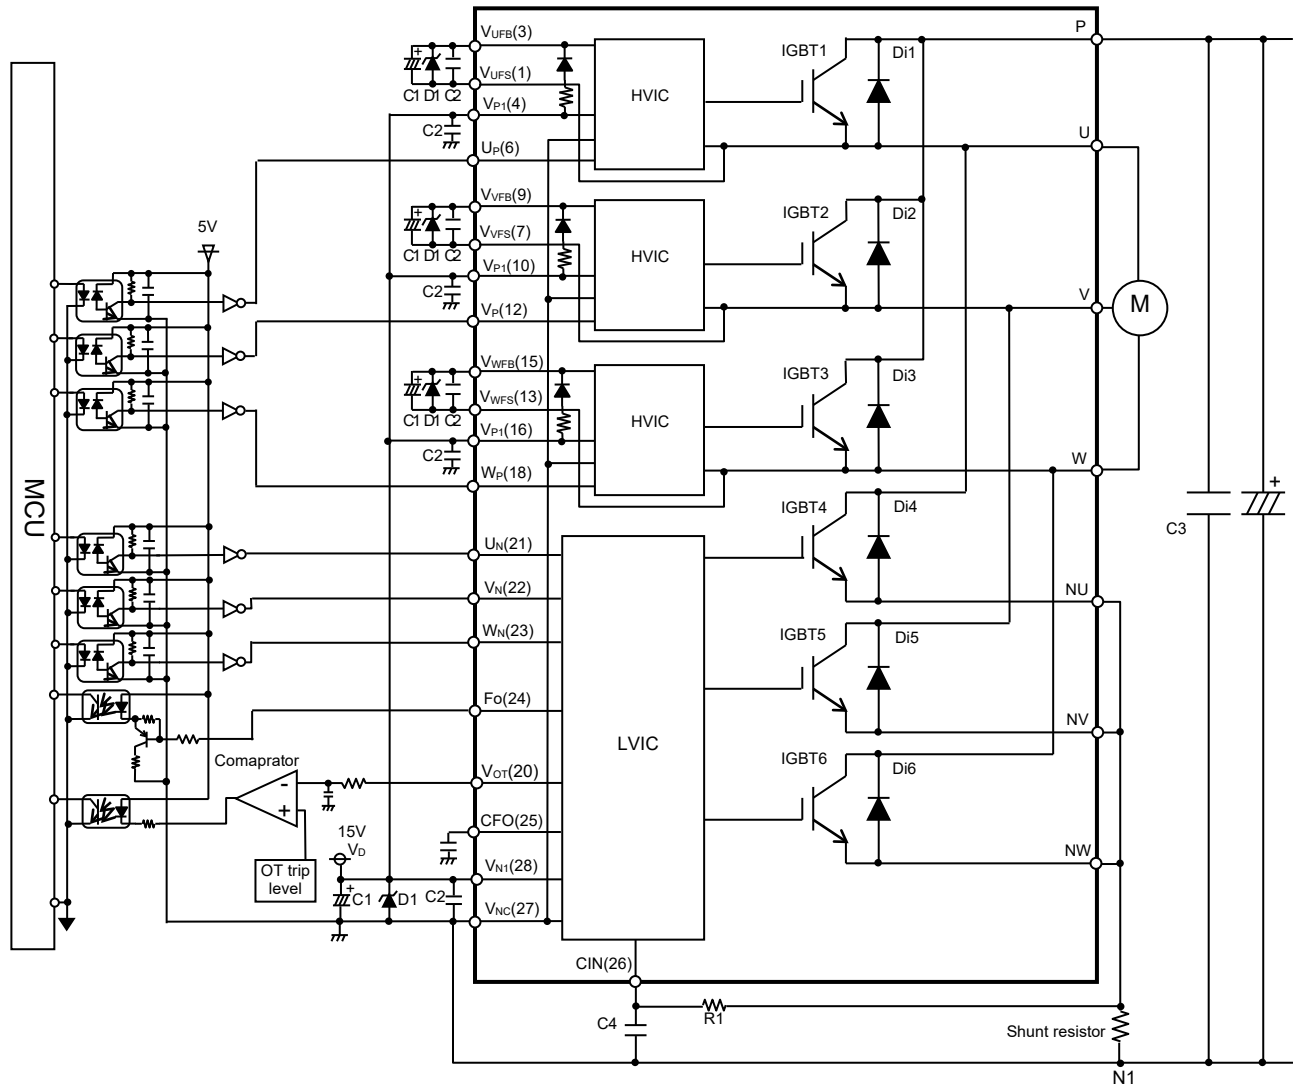 VUFB(3)
IGBT1
Di1
P
C1 D1 C2
VUFS(1)
HVIC
VP1(4)
C2
UP(6)
U
VVFB(9)
IGBT2
Di2
5V
C1 D1 C2
VVFS(7)
HVIC
VP1(10)
C2
VP(12)
V
M
VWFB(15)
IGBT3
Di3
C1 D1 C2
VWFS(13)
HVIC
VP1(16)
C2
WP(18)
W
MCU
IGBT4
Di4
C3
+
UN(21)
VN(22)
NU
WN(23)
IGBT5
Di5
Fo(24)
NV
LVIC
Comaprator
IGBT6
Di6
VOT(20)
-
+
CFO(25)
15V
VD
OT trip
level
NW
VN1(28)
+
C1
D1
C2
VNC(27)
CIN(26)
C4
R1
Shunt resistor
N1